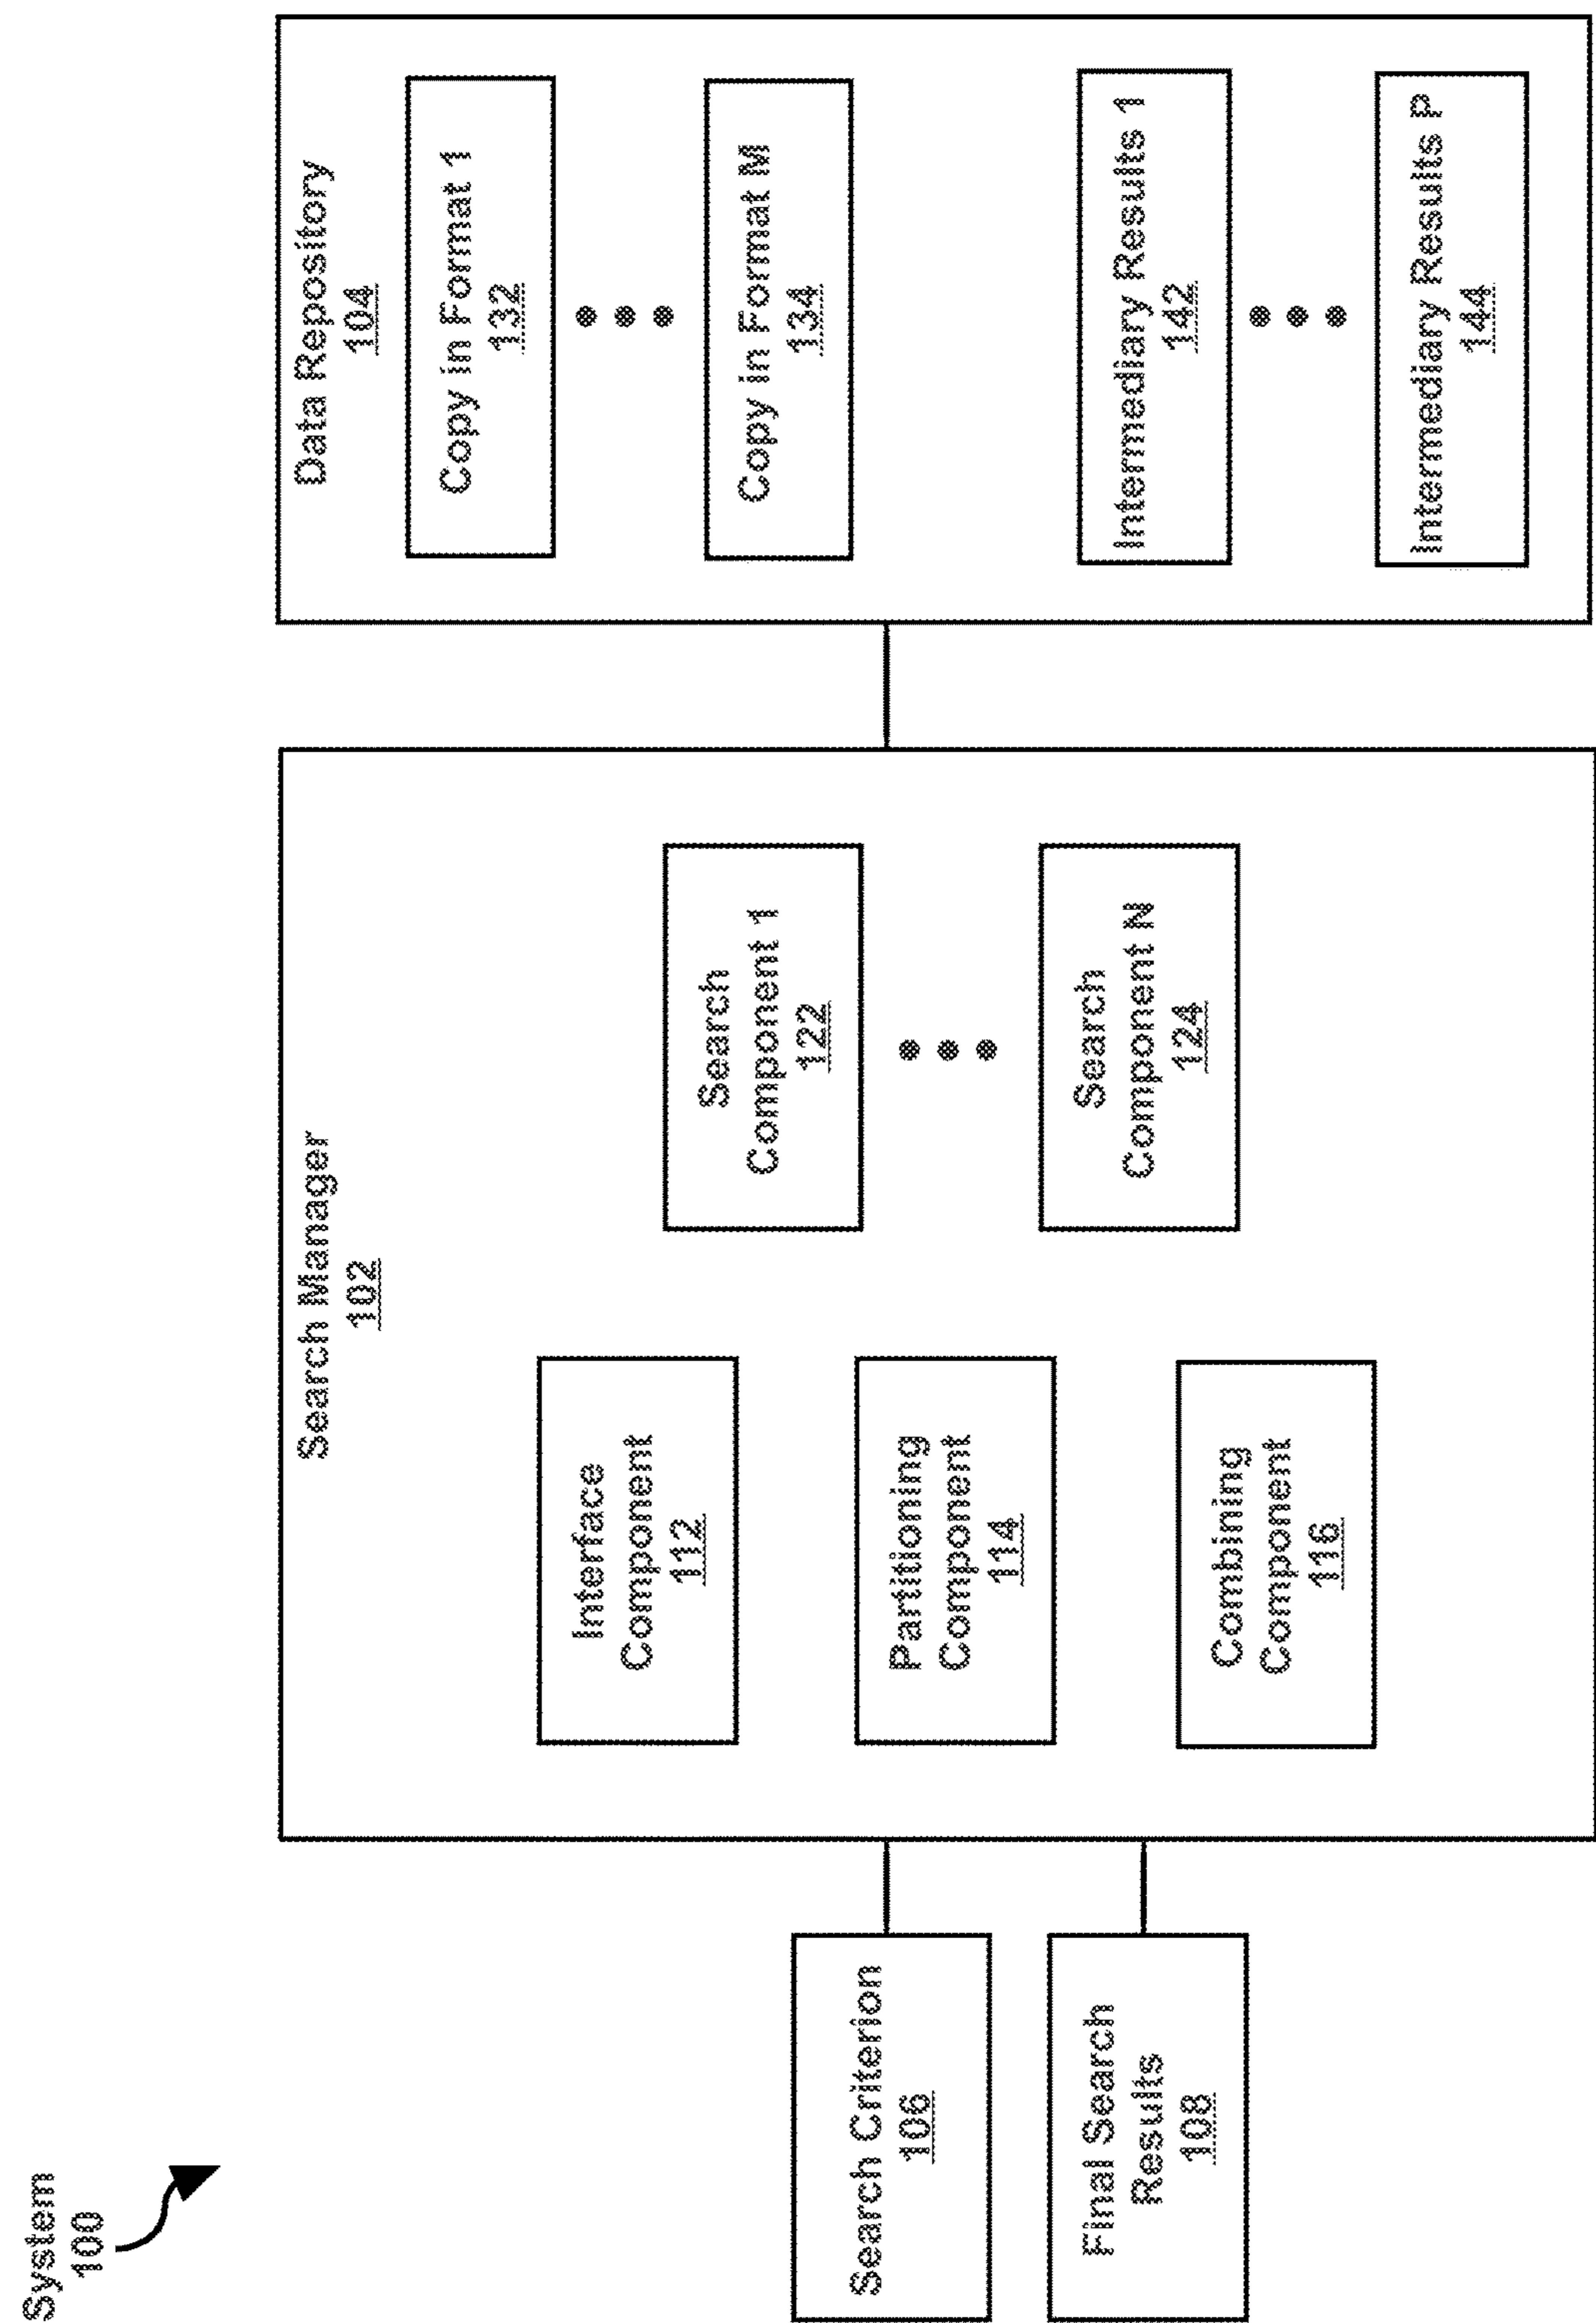 System
100
Search Criterion
106
Final Search
Results
108
Search Manager
102
Interface
Component
112
Partitioning
Component
114
Combining
Component
116
Search
Component 1
122
Search
Component N
124
Data Repository
104
Copy in Format 1
132
Copy in Format M
134
Intermediary Results 1
142
Intermediary Results P
144